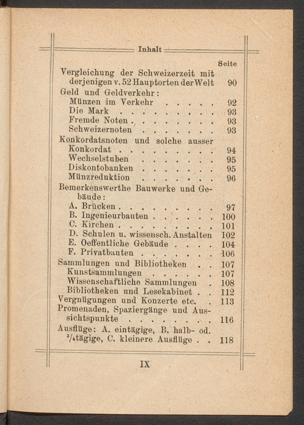 Inhalt
Seite
Vergleichung der Schweizerzeit mit
derjenigen v. 52 Hauptorten der Welt 90
Geld und Geldverkehr:
Münzen im Verkehr . . . . . 92
Die Mark . . . . . . . . 93
Fremde Noten . . . . . . . 93
Schweizernoten . . . . . . 93
Konkordatsnoten und solche ausser
Konkordat . . . . . . . . 94
Wechselstuben . . . . . . 95
Diskontobanken . . . . . . 95
Münzreduktion . . . . . . 96
Bemerkenswerthe Bauwerke und Ge-
bäude:
A. Brücken . . . . . . . . 97
B. Ingenieurbauten . . . . . 100
C. Kirchen . . . . . . . . 101
D. Schulen u. wissensch. Anstalten 102
E. Oeffentliche Gebäude . . . . 104
F. Privatbauten . . . . . . 106
Sammlungen und Bibliotheken . . 107
Kunstsammlungen . . . . . 107
Wissenschaftliche Sammlungen . 108
Bibliotheken und Lesekabinet . . 112
Vergnügungen und Konzerte etc. . 113
Promenaden, Spaziergänge und Aus-
sichtspunkte . . . . . . . 116
Ausflüge: A. eintägige, B. halb- od.
³/₄tägige, C. kleinere Ausflüge . . 118
IX